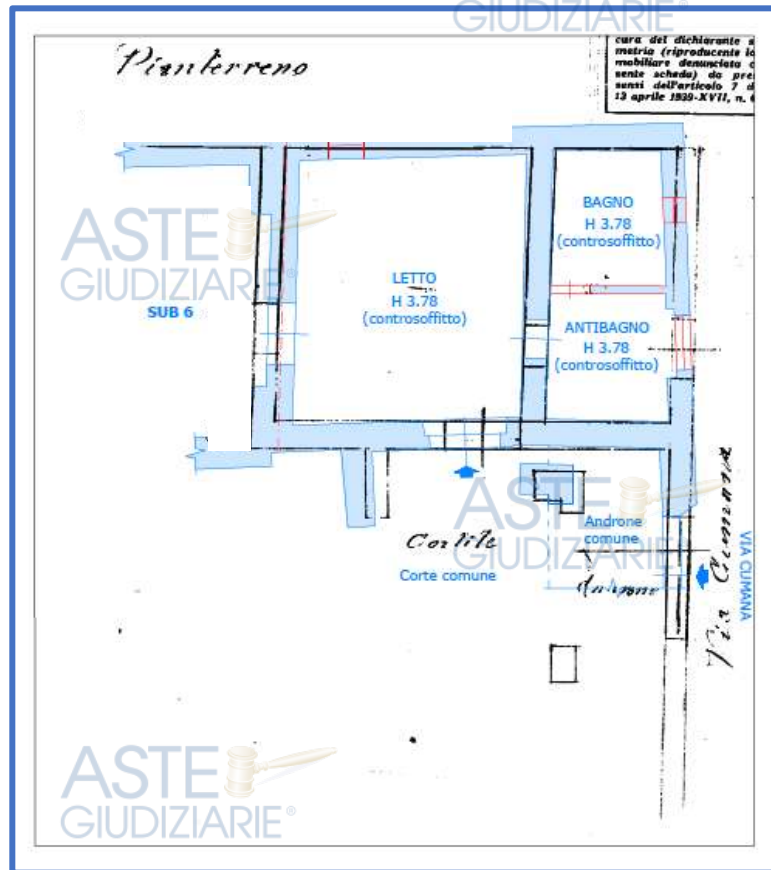 GIUDIZIARIE
Pianterreno
cura del dichiarante
metria (riproducente
mobiliare denunciata
sente scheda) da
sensi dell'articolo 7
13 aprile 1939-XVII, n.
ASTE
GIUDIZIARIE®
BAGNO
H 3.78
(controsoffitto)
LETTO
H 3.78
(controsoffitto)
SUB 6
ANTIBAGNO
H 3.78
(controsoffitto)
ASTE
GIUDIZIARIE®
Cortile
Corte comune
Androne
comune
Androne
VIA CUMANA
Via Cumana
ASTE
GIUDIZIARIE®